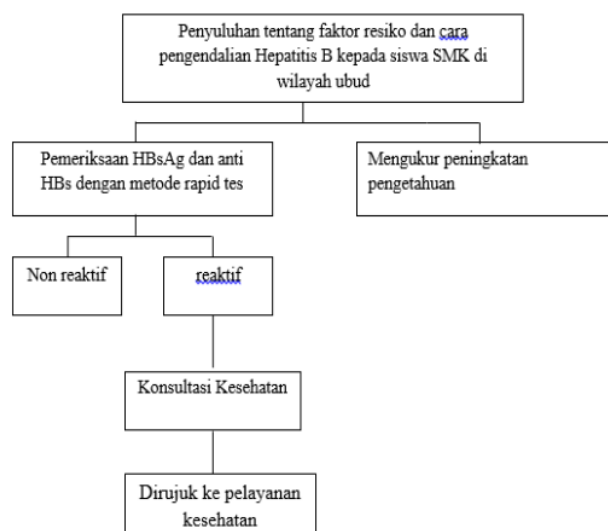 Penyuluhan tentang faktor resiko dan cara
pengendalian Hepatitis B kepada siswa SMK di
wilayah ubud
Pemeriksaan HBsAg dan anti
HBs dengan metode rapid tes
Mengukur peningkatan
pengetahuan
Non reaktif
reaktif
Konsultasi Kesehatan
Dirujuk ke pelayanan
kesehatan